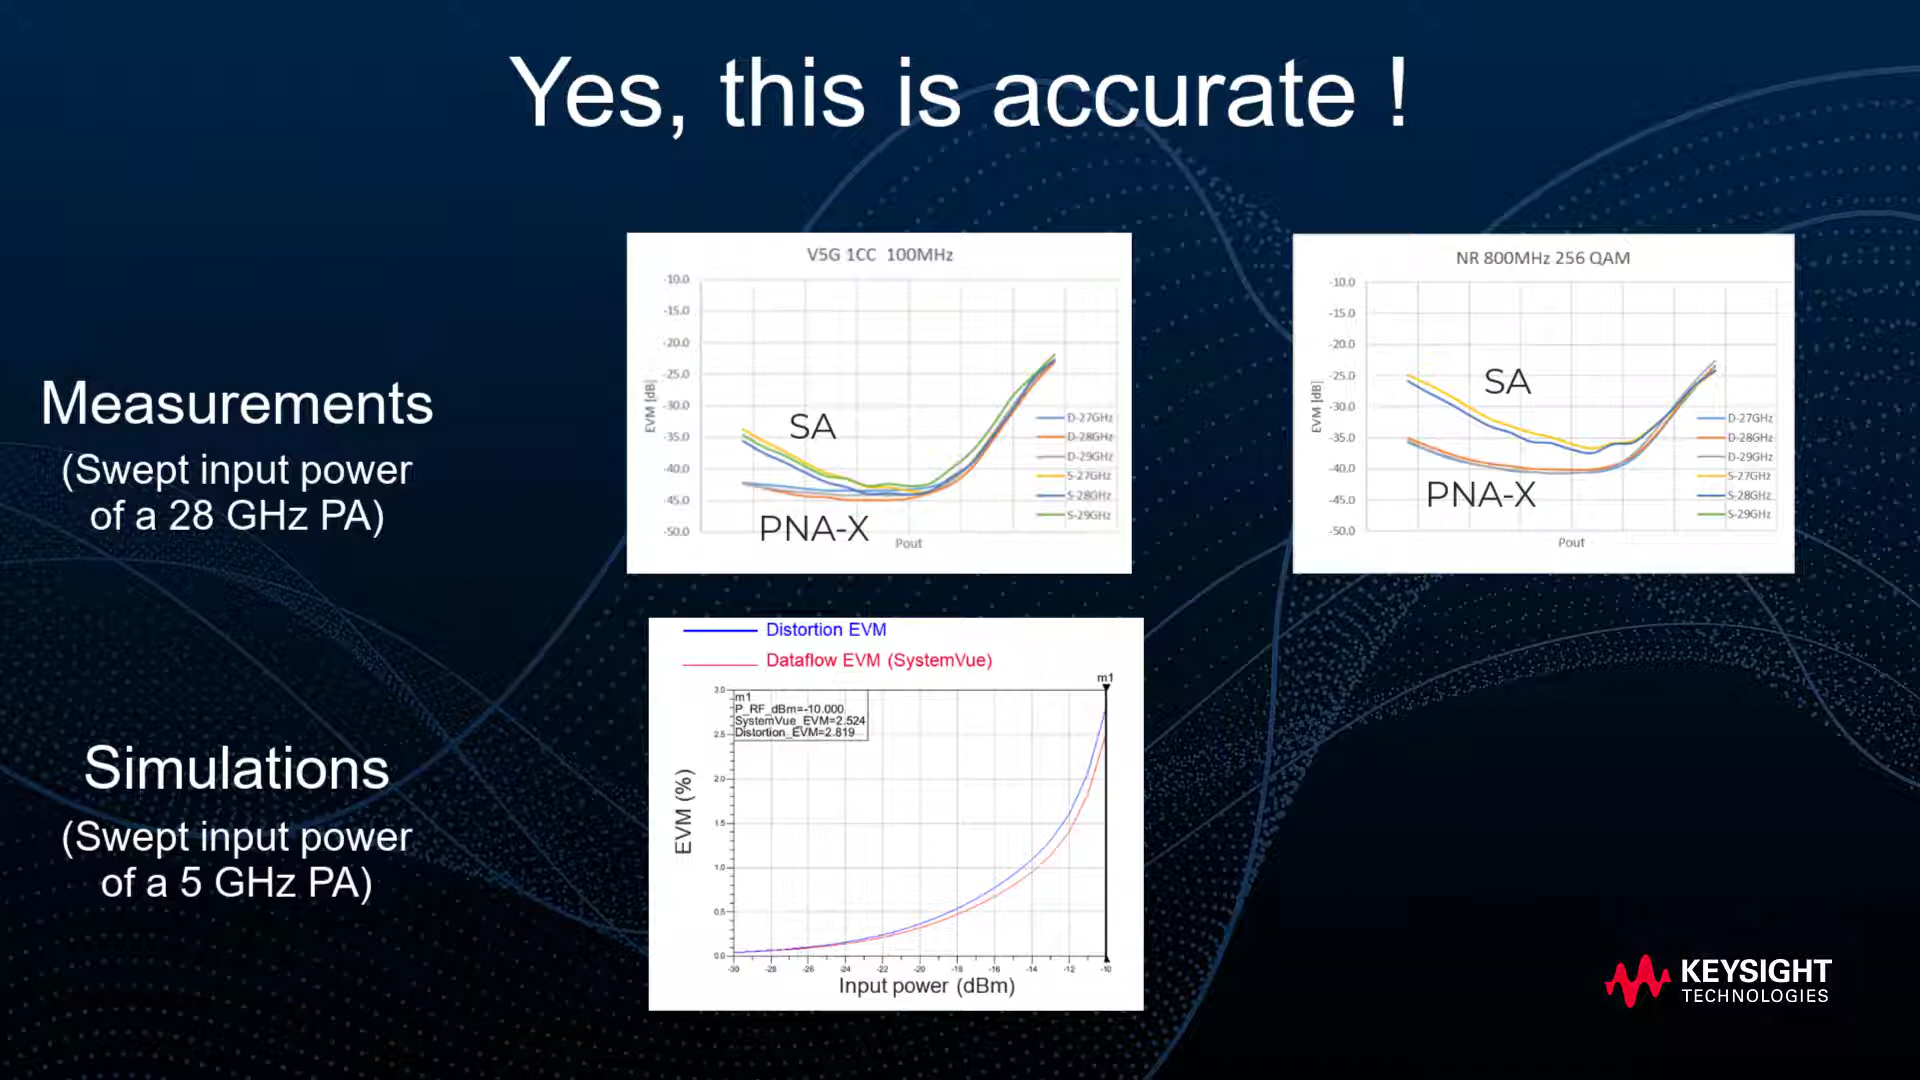 Yes, this is accurate !
Measurements
(Swept input power
of a 28 GHz PA)
V5G 1CC 100MHz
-10.0
-15.0
-20.0
-25.0
-30.0
-35.0
-40.0
-45.0
-50.0
EVM [dB]
SA
PNA-X
Pout
D-27GHz
D-28GHz
D-29GHz
S-27GHz
S-28GHz
S-29GHz
NR 800MHz 256 QAM
-10.0
-15.0
-20.0
-25.0
-30.0
-35.0
-40.0
-45.0
-50.0
EVM [dB]
SA
PNA-X
Pout
D-27GHz
D-28GHz
D-29GHz
S-27GHz
S-28GHz
S-29GHz
Simulations
(Swept input power
of a 5 GHz PA)
Distortion EVM
Dataflow EVM (SystemVue)
m1
m1
P_RF_dBm=-10.000
SystemVue_EVM=2.524
Distortion_EVM=2.819
3.0
2.5
2.0
1.5
1.0
0.5
0.0
EVM (%)
-30 -28 -26 -24 -22 -20 -18 -16 -14 -12 -10
Input power (dBm)
KEYSIGHT
TECHNOLOGIES